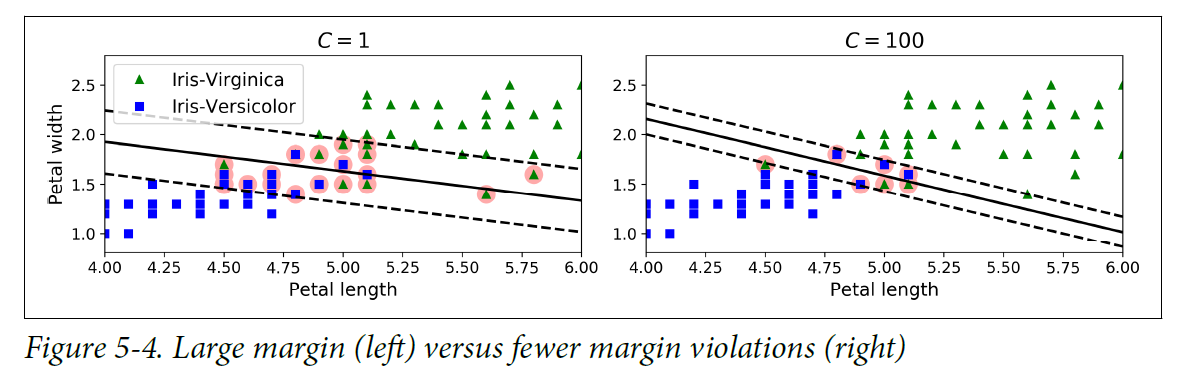 C = 1
C = 100
Iris-Virginica
Iris-Versicolor
Petal width
2.5
2.0
1.5
1.0
2.5
2.0
1.5
1.0
4.00 4.25 4.50 4.75 5.00 5.25 5.50 5.75 6.00
4.00 4.25 4.50 4.75 5.00 5.25 5.50 5.75 6.00
Petal length
Petal length
Figure 5-4. Large margin (left) versus fewer margin violations (right)